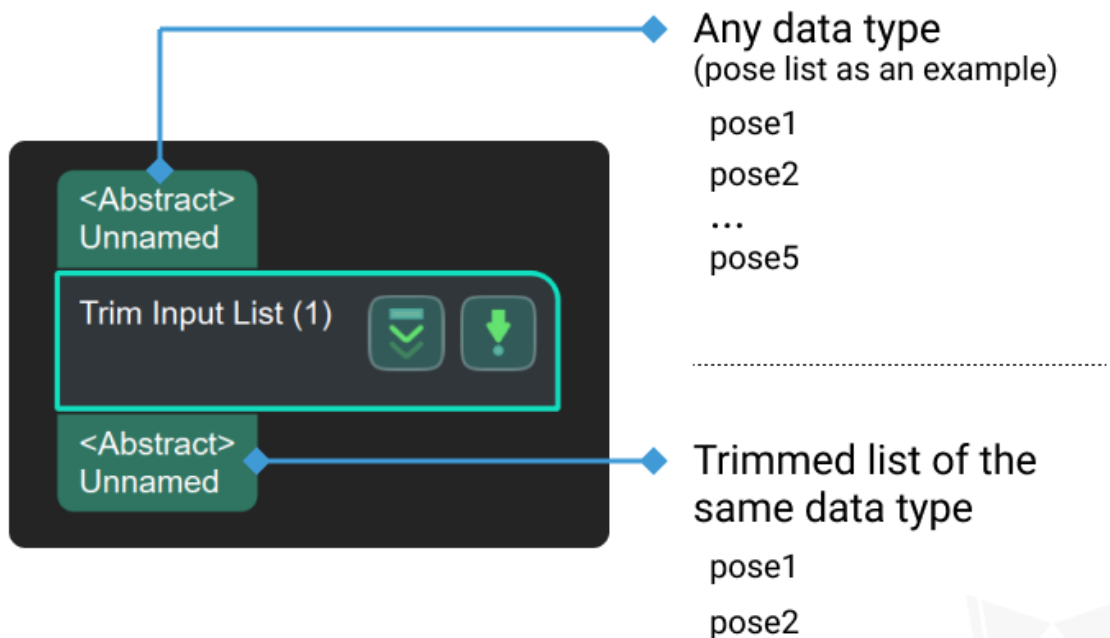 Any data type
(pose list as an example)
pose1
pose2
...
pose5
<Abstract>
Unnamed
Trim Input List (1)
<Abstract>
Unnamed
Trimmed list of the
same data type
pose1
pose2